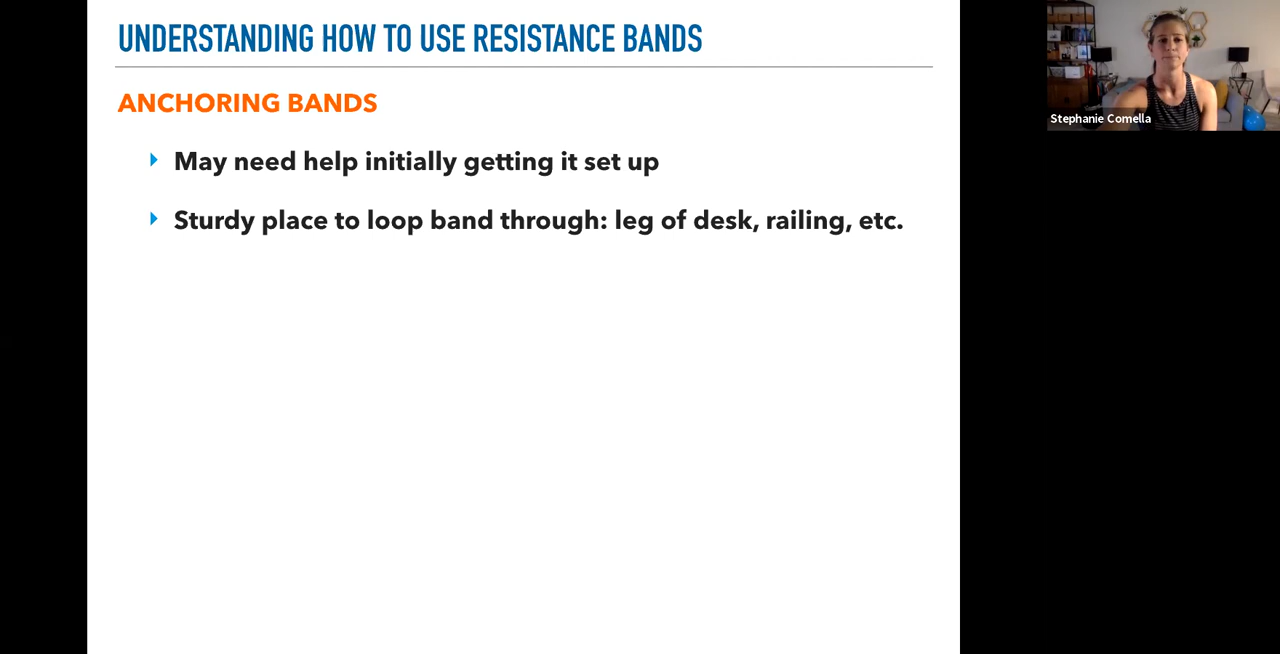 UNDERSTANDING HOW TO USE RESISTANCE BANDS
ANCHORING BANDS
May need help initially getting it set up
Sturdy place to loop band through: leg of desk, railing, etc.
Stephanie Comella